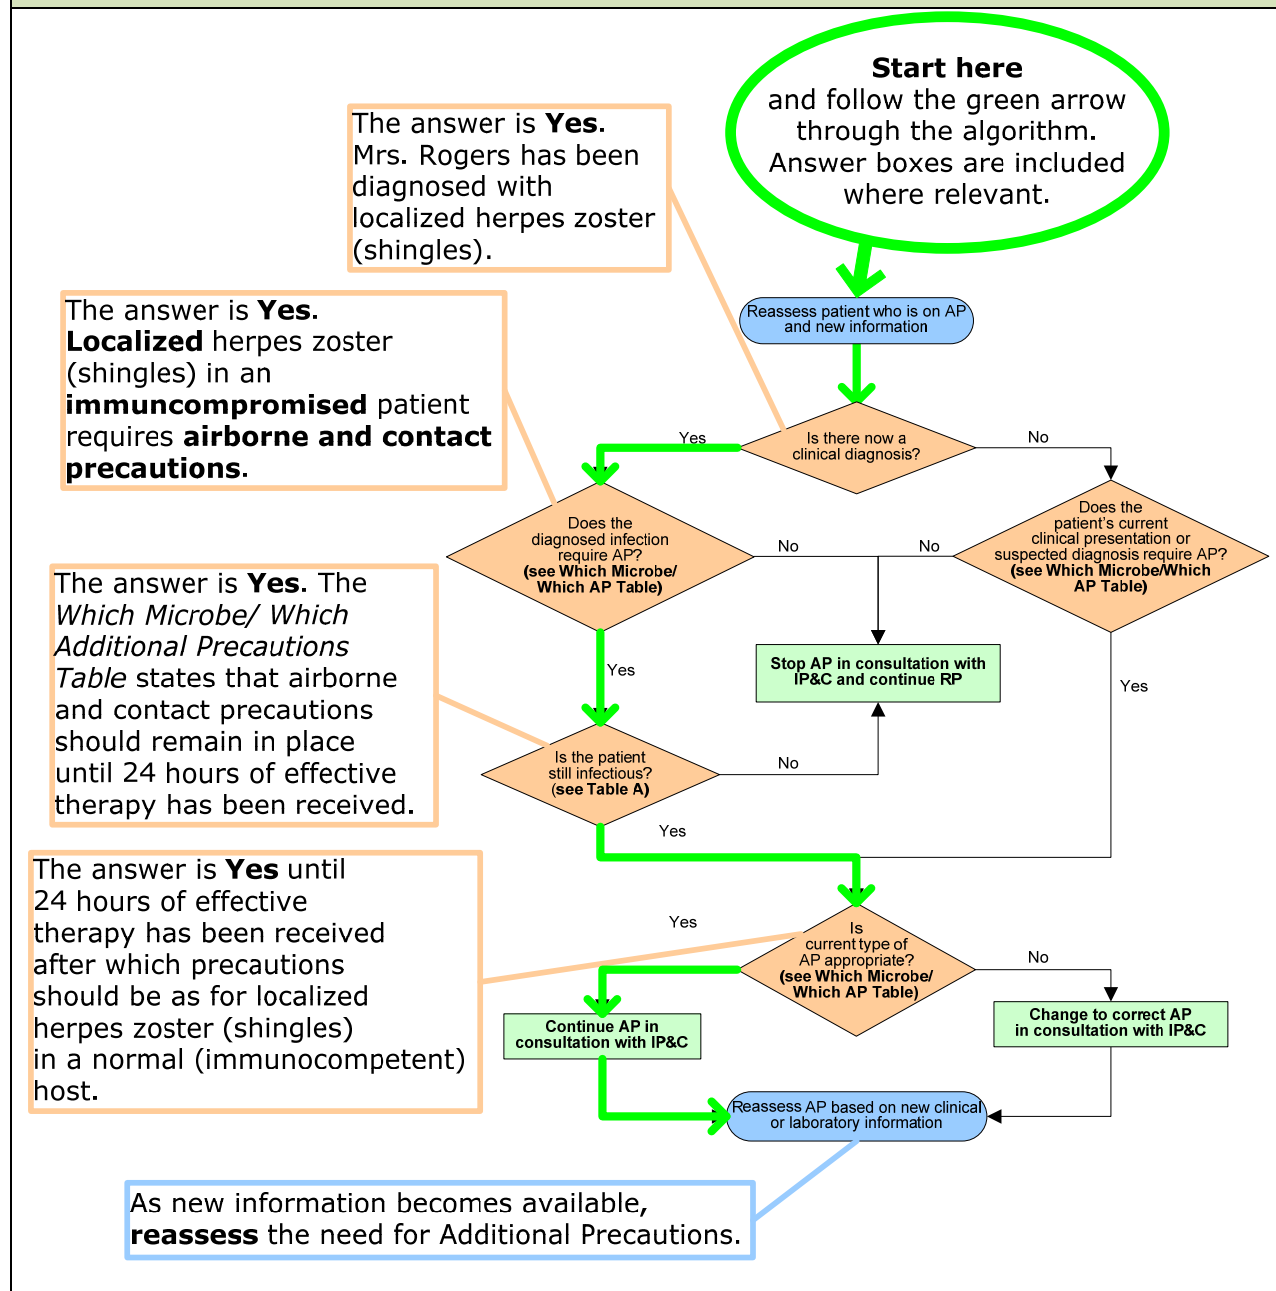 Start here
and follow the green arrow
through the algorithm.
Answer boxes are included
where relevant.
The answer is Yes.
Mrs. Rogers has been
diagnosed with
localized herpes zoster
(shingles).
Reassess patient who is on AP
and new information
The answer is Yes.
Localized herpes zoster
(shingles) in an
immuncompromised patient
requires airborne and contact
precautions.
Is there now a
clinical diagnosis?
Yes
No
Does the
diagnosed infection
require AP?
(see Which Microbe/
Which AP Table)
No
No
Does the
patient's current
clinical presentation or
suspected diagnosis require AP?
(see Which Microbe/Which
AP Table)
The answer is Yes. The
Which Microbe/ Which
Additional Precautions
Table states that airborne
and contact precautions
should remain in place
until 24 hours of effective
therapy has been received.
Yes
Stop AP in consultation with
IP&C and continue RP
Yes
Is the patient
still infectious?
(see Table A)
No
Yes
The answer is Yes until
24 hours of effective
therapy has been received
after which precautions
should be as for localized
herpes zoster (shingles)
in a normal (immunocompetent)
host.
Yes
Is
current type of
AP appropriate?
(see Which Microbe/
Which AP Table)
No
Continue AP in
consultation with IP&C
Change to correct AP
in consultation with IP&C
Reassess AP based on new clinical
or laboratory information
As new information becomes available,
reassess the need for Additional Precautions.